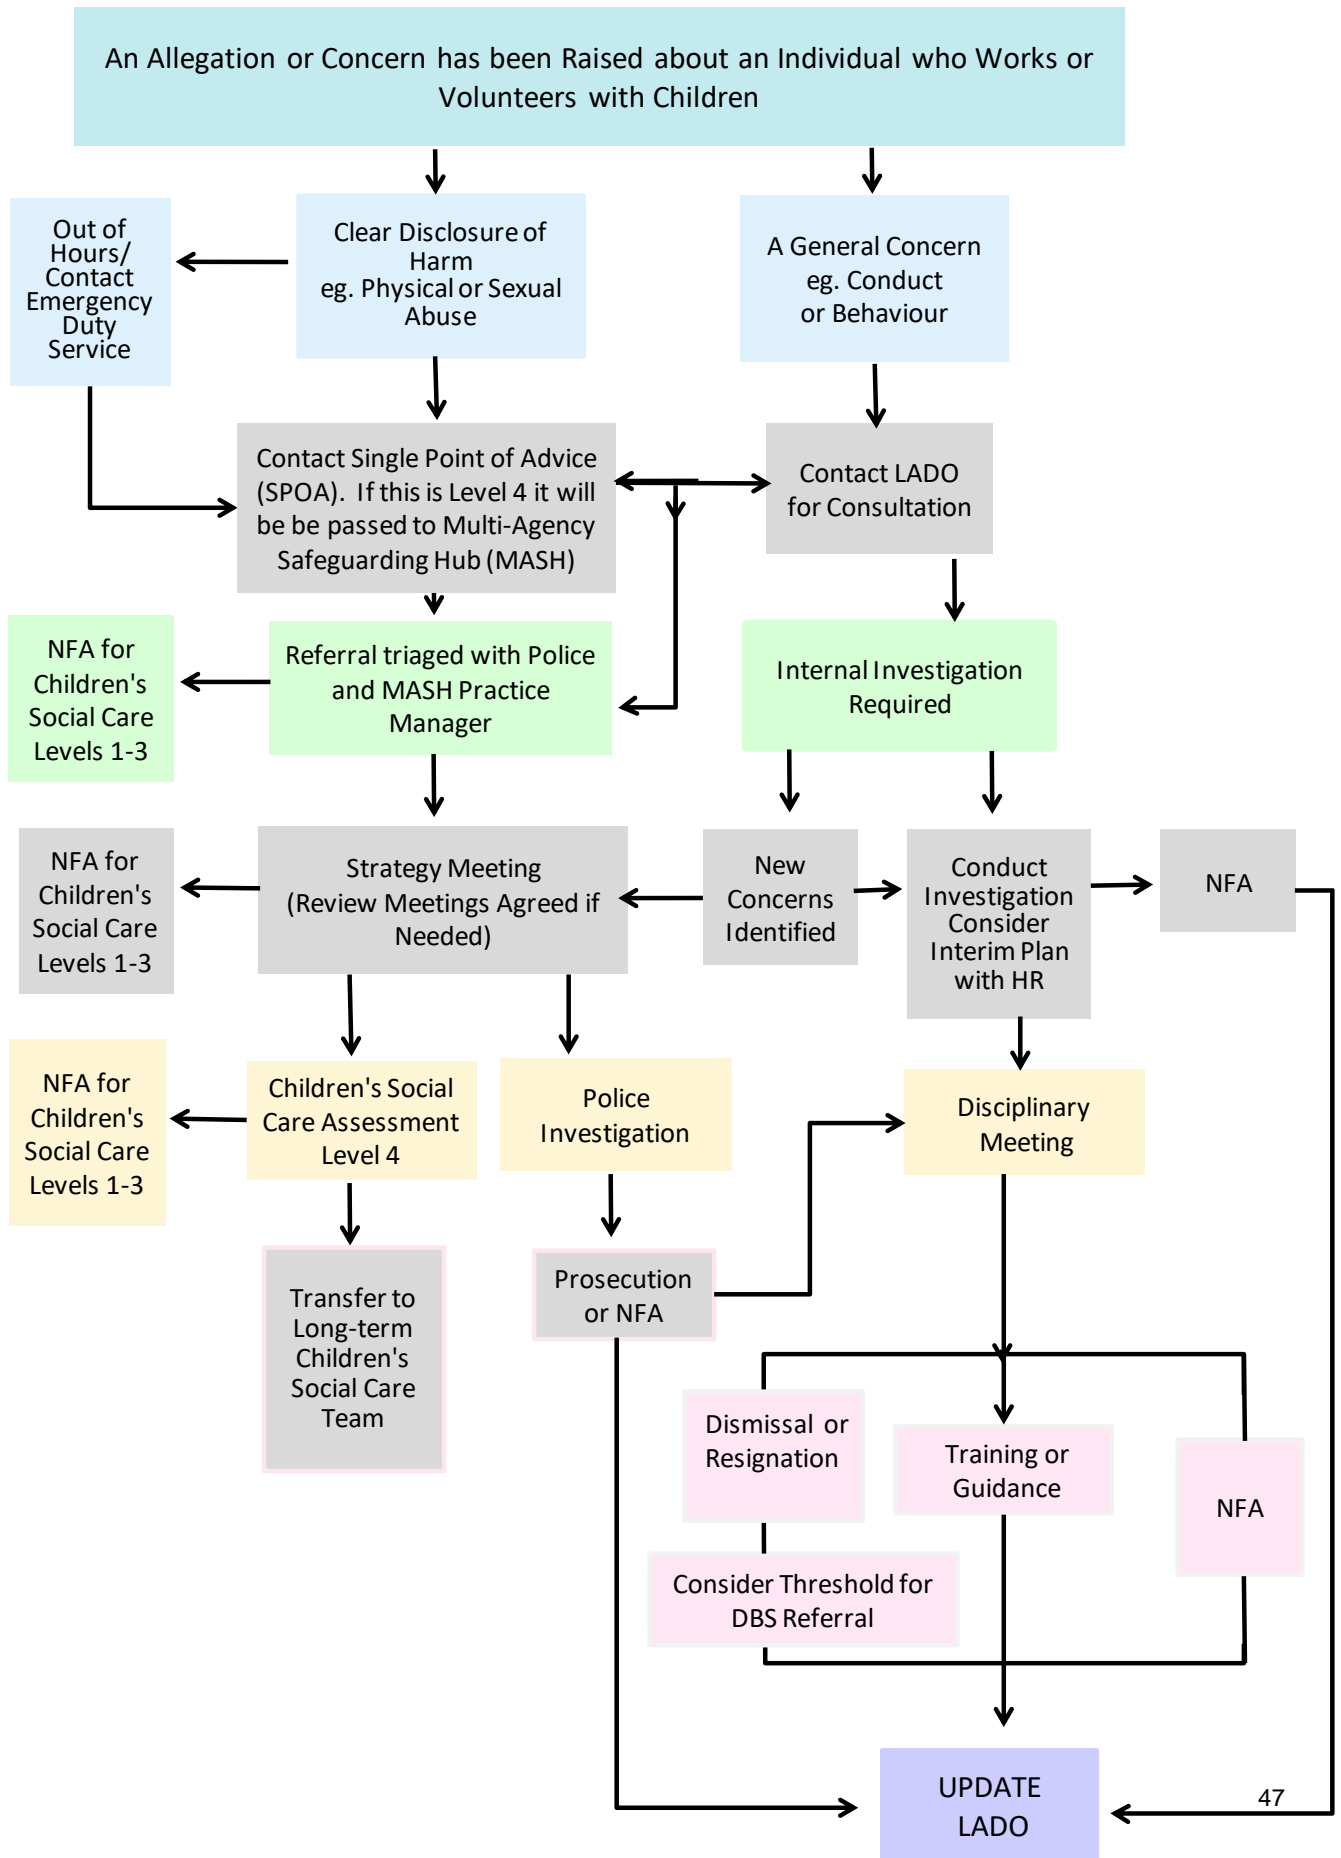 An Allegation or Concern has been Raised about an Individual who Works or
Volunteers with Children
Out of
Hours/
Contact
Emergency
Duty
Service
Clear Disclosure of
Harm
eg. Physical or Sexual
Abuse
A General Concern
eg. Conduct
or Behaviour
Contact Single Point of Advice
(SPOA). If this is Level 4 it will
be be passed to Multi-Agency
Safeguarding Hub (MASH)
Contact LADO
for Consultation
NFA for
Children's
Social Care
Levels 1-3
Referral triaged with Police
and MASH Practice
Manager
Internal Investigation
Required
NFA for
Children's
Social Care
Levels 1-3
Strategy Meeting
(Review Meetings Agreed if
Needed)
New
Concerns
Identified
Conduct
Investigation
Consider
Interim Plan
with HR
NFA
NFA for
Children's
Social Care
Levels 1-3
Children's Social
Care Assessment
Level 4
Police
Investigation
Disciplinary
Meeting
Transfer to
Long-term
Children's
Social Care
Team
Prosecution
or NFA
Dismissal or
Resignation
Training or
Guidance
NFA
Consider Threshold for
DBS Referral
UPDATE
LADO
47